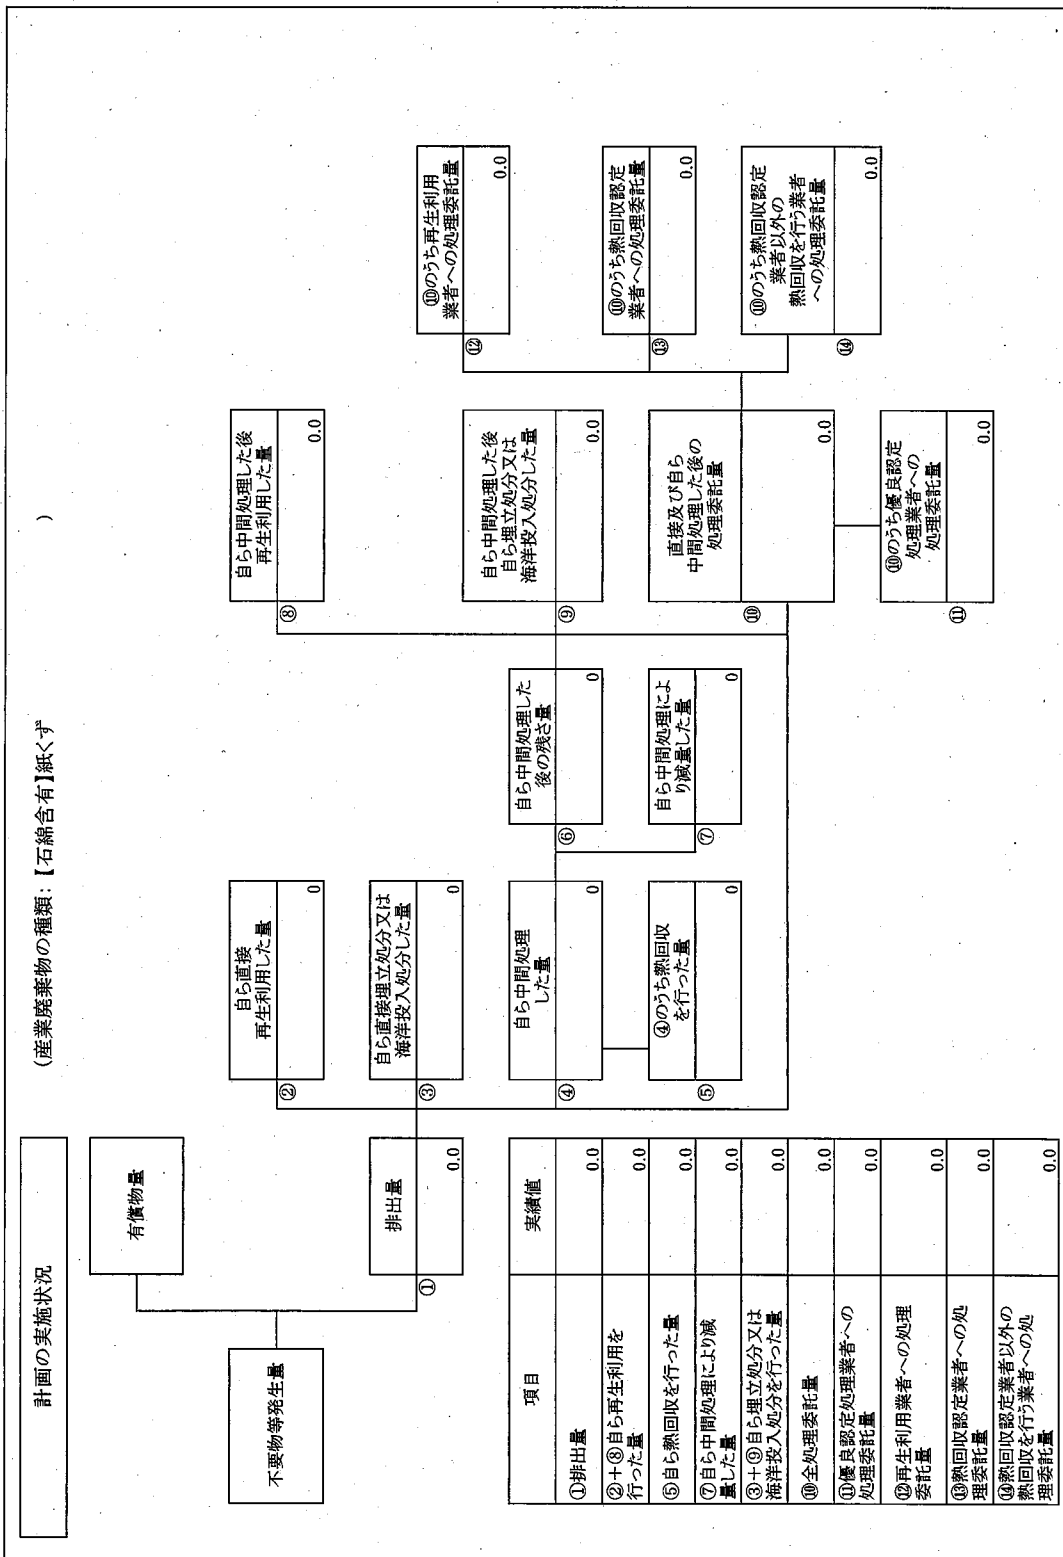 計画の実施状況
(産業廃棄物の種類：【石綿含有】紙くず　　　　)
不要物等発生量
有償物量
①
排出量
0.0
②
自ら直接
再生利用した量
0
③
自ら直接埋立処分又は
海洋投入処分した量
0
④
自ら中間処理
した量
0
⑤
④のうち熱回収
を行った量
0
⑥
自ら中間処理した
後の残さ量
0
⑦
自ら中間処理によ
り減量した量
0
⑧
自ら中間処理した後
再生利用した量
0.0
⑨
自ら中間処理した後
自ら埋立処分又は
海洋投入処分した量
0.0
⑩
直接及び自ら
中間処理した後の
処理委託量
0.0
⑪
⑩のうち優良認定
処理業者への
処理委託量
0.0
⑫
⑩のうち再生利用
業者への処理委託量
0.0
⑬
⑩のうち熱回収認定
業者への処理委託量
0.0
⑭
⑩のうち熱回収認定
業者以外の
熱回収を行う業者
への処理委託量
0.0
項目 実績値
①排出量 0.0
②＋⑧自ら再生利用を
行った量 0.0
⑤自ら熱回収を行った量 0.0
⑦自ら中間処理により減
量した量 0.0
③＋⑨自ら埋立処分又は
海洋投入処分を行った量 0.0
⑩全処理委託量 0.0
⑪優良認定処理業者への
処理委託量 0.0
⑫再生利用業者への処理
委託量 0.0
⑬熱回収認定業者への処
理委託量 0.0
⑭熱回収認定業者以外の
熱回収を行う業者への処
理委託量 0.0